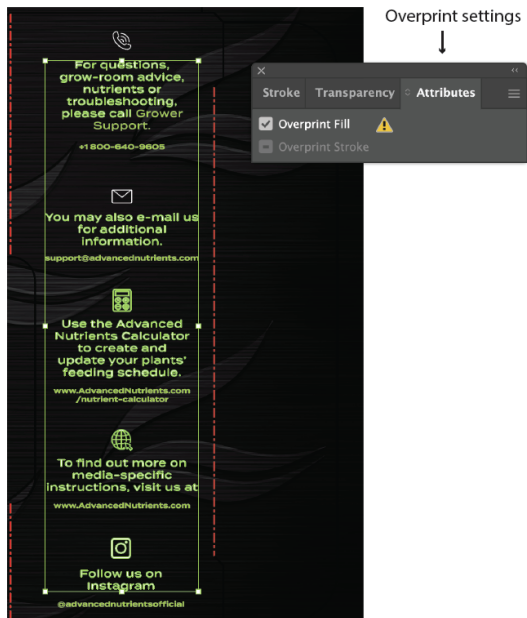 Overprint settings
Stroke Transparency Attributes
Overprint Fill
Overprint Stroke
For questions,
grow-room advice,
nutrients or
troubleshooting,
please call Grower
Support.
+1 800-640-9605
You may also e-mail us
for additional
information.
support@advancednutrients.com
Use the Advanced
Nutrients Calculator
to create and
update your plants'
feeding schedule.
www.AdvancedNutrients.com
/nutrient-calculator
To find out more on
media-specific
instructions, visit us at
www.AdvancedNutrients.com
Follow us on
Instagram
@advancednutrientsofficial